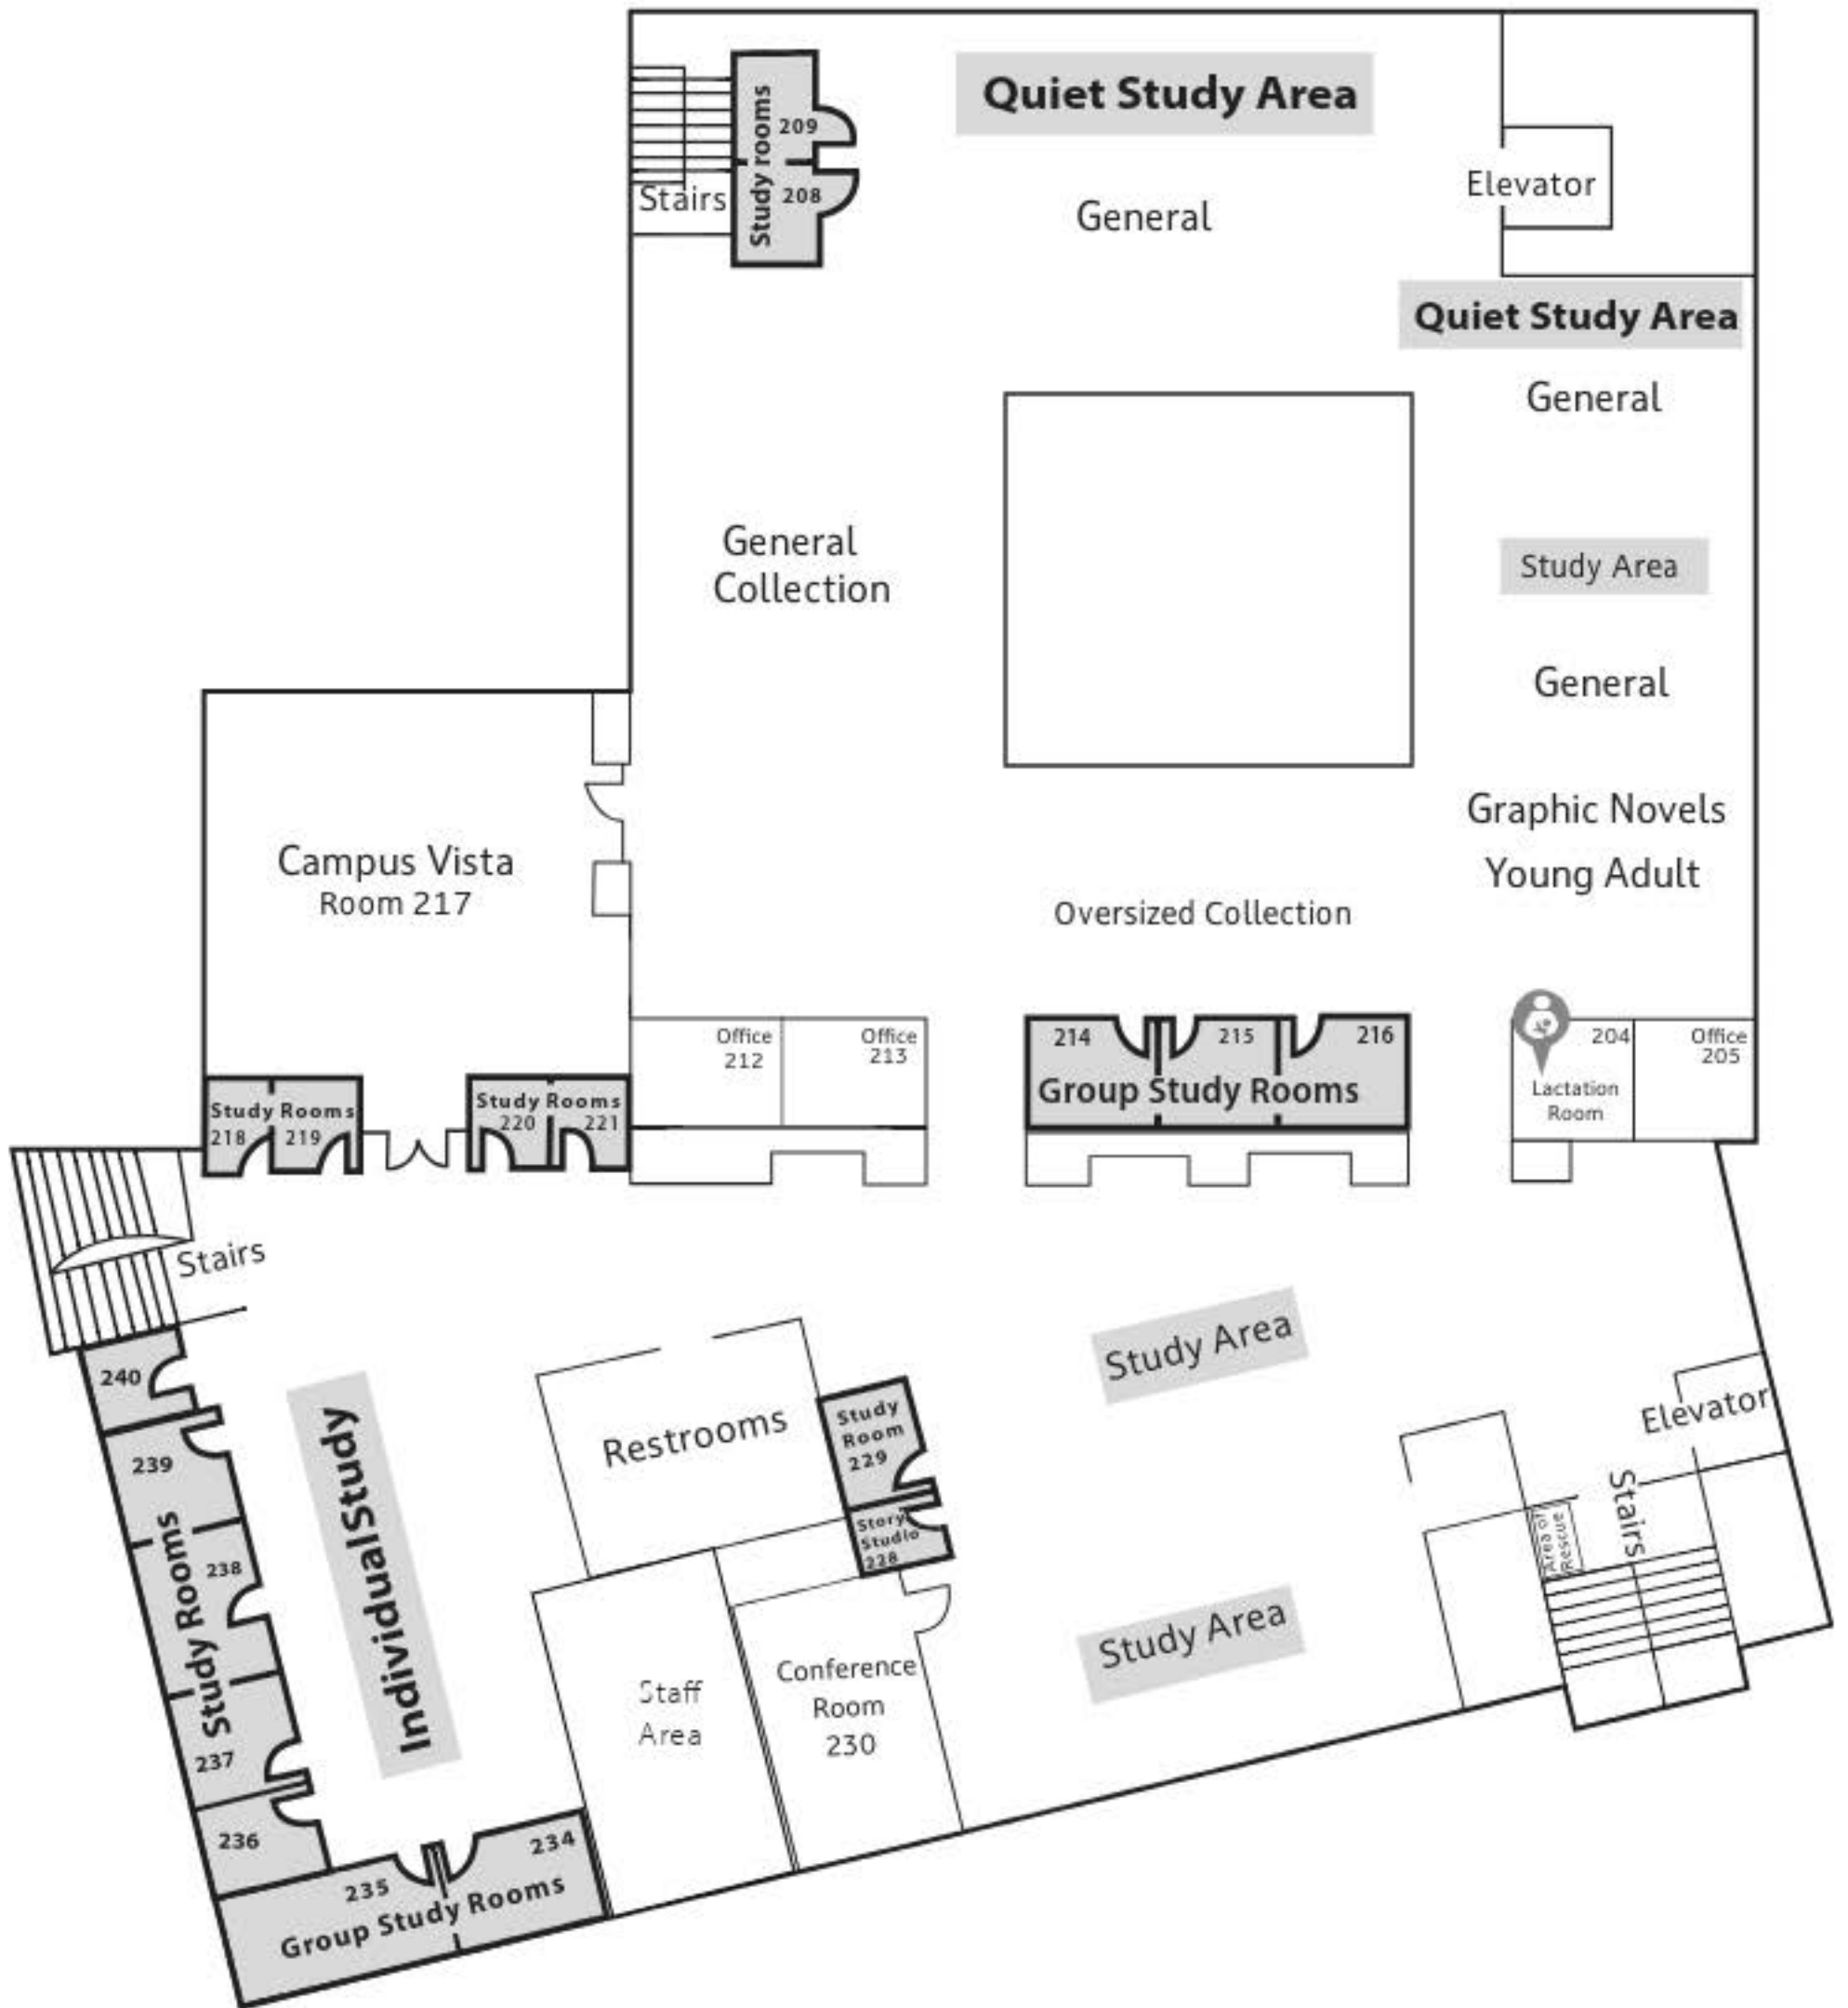 Quiet Study Area
209
Study rooms
208
Stairs
General
Elevator
Quiet Study Area
General
General
Collection
Study Area
General
Graphic Novels
Young Adult
Campus Vista
Room 217
Oversized Collection
Office
212
Office
213
214
215
216
Group Study Rooms
204
Lactation
Room
Office
205
Study Rooms
218
219
Study Rooms
220
221
Stairs
Study Area
240
239
238
Study Rooms
237
236
IndividualStudy
Restrooms
Study
Room
229
Story
Studio
228
Elevator
Stairs
Area of
Rescue
Study Area
Staff
Area
Conference
Room
230
235
234
Group Study Rooms